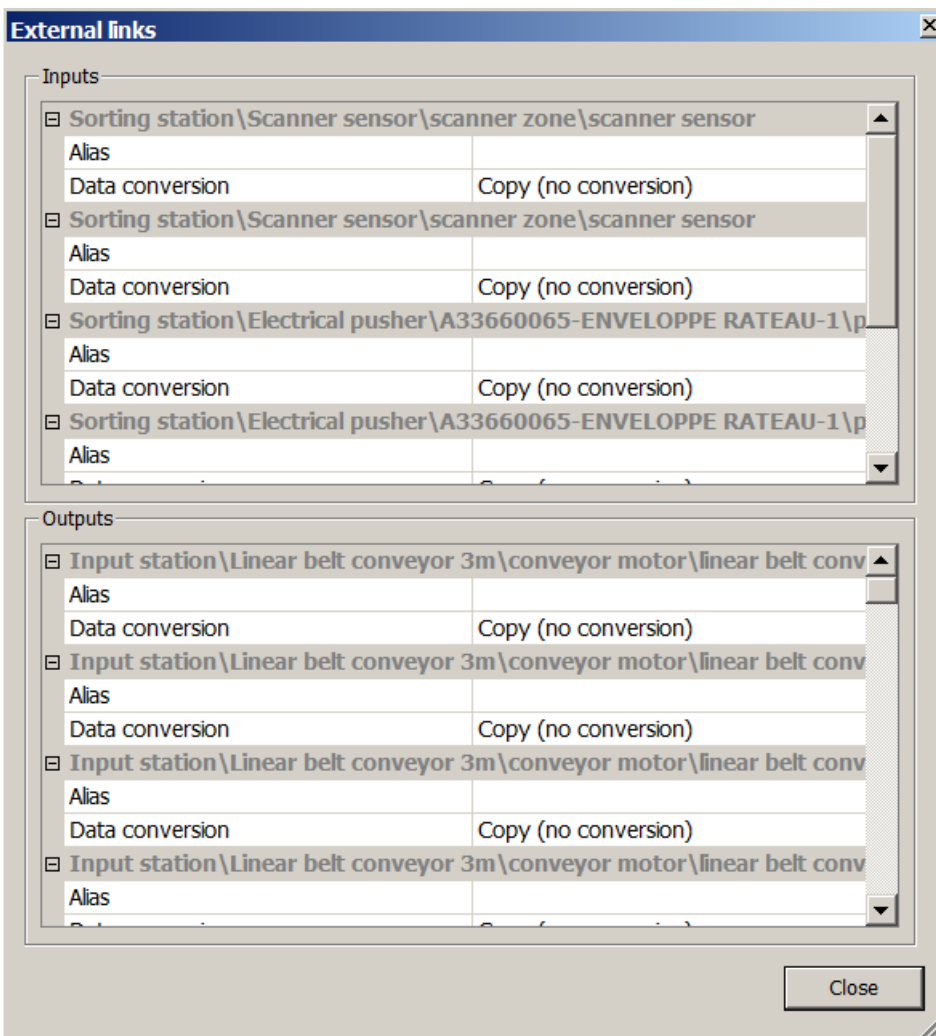 External links
Inputs
Sorting station\Scanner sensor\scanner zone\scanner sensor
Alias
Data conversion Copy (no conversion)
Sorting station\Scanner sensor\scanner zone\scanner sensor
Alias
Data conversion Copy (no conversion)
Sorting station\Electrical pusher\A33660065-ENVELOPPE RATEAU-1\p
Alias
Data conversion Copy (no conversion)
Sorting station\Electrical pusher\A33660065-ENVELOPPE RATEAU-1\p
Alias
Outputs
Input station\Linear belt conveyor 3m\conveyor motor\linear belt conv
Alias
Data conversion Copy (no conversion)
Input station\Linear belt conveyor 3m\conveyor motor\linear belt conv
Alias
Data conversion Copy (no conversion)
Input station\Linear belt conveyor 3m\conveyor motor\linear belt conv
Alias
Data conversion Copy (no conversion)
Input station\Linear belt conveyor 3m\conveyor motor\linear belt conv
Alias
Close